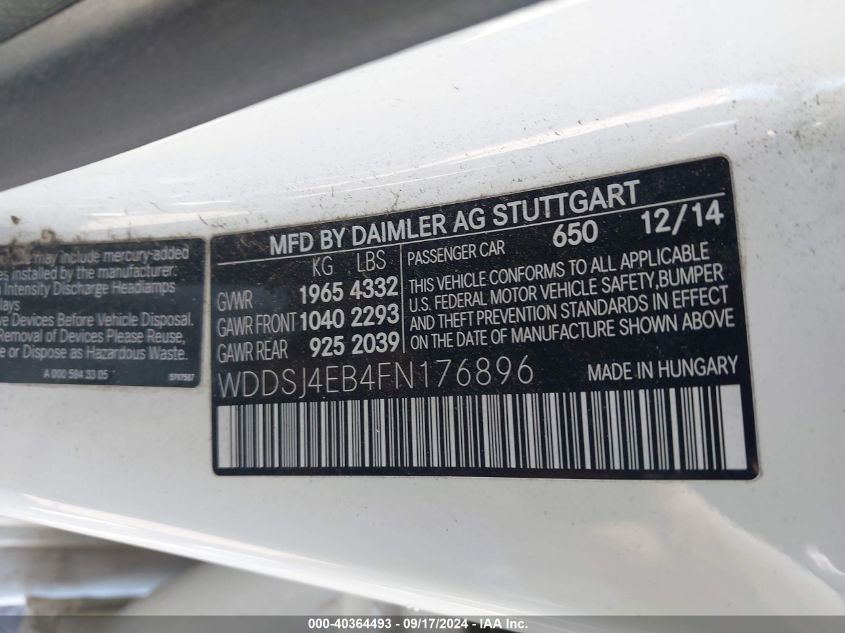 icle may include mercury-added
es installed by the manufacturer:
Intensity Discharge Headlamps
lays
e Devices Before Vehicle Disposal.
Removal of Devices Please Reuse,
e or Dispose as Hazardous Waste.
A 000 584 33 05
MFD BY DAIMLER AG STUTTGART
KG LBS
GVWR 1965 4332
GAWR FRONT 1040 2293
GAWR REAR 925 2039
PASSENGER CAR 650 12/14
THIS VEHICLE CONFORMS TO ALL APPLICABLE
U.S. FEDERAL MOTOR VEHICLE SAFETY, BUMPER
AND THEFT PREVENTION STANDARDS IN EFFECT
ON THE DATE OF MANUFACTURE SHOWN ABOVE
WDDSJ4EB4FN176896 MADE IN HUNGARY
000-40364493 - 09/17/2024 - IAA Inc.